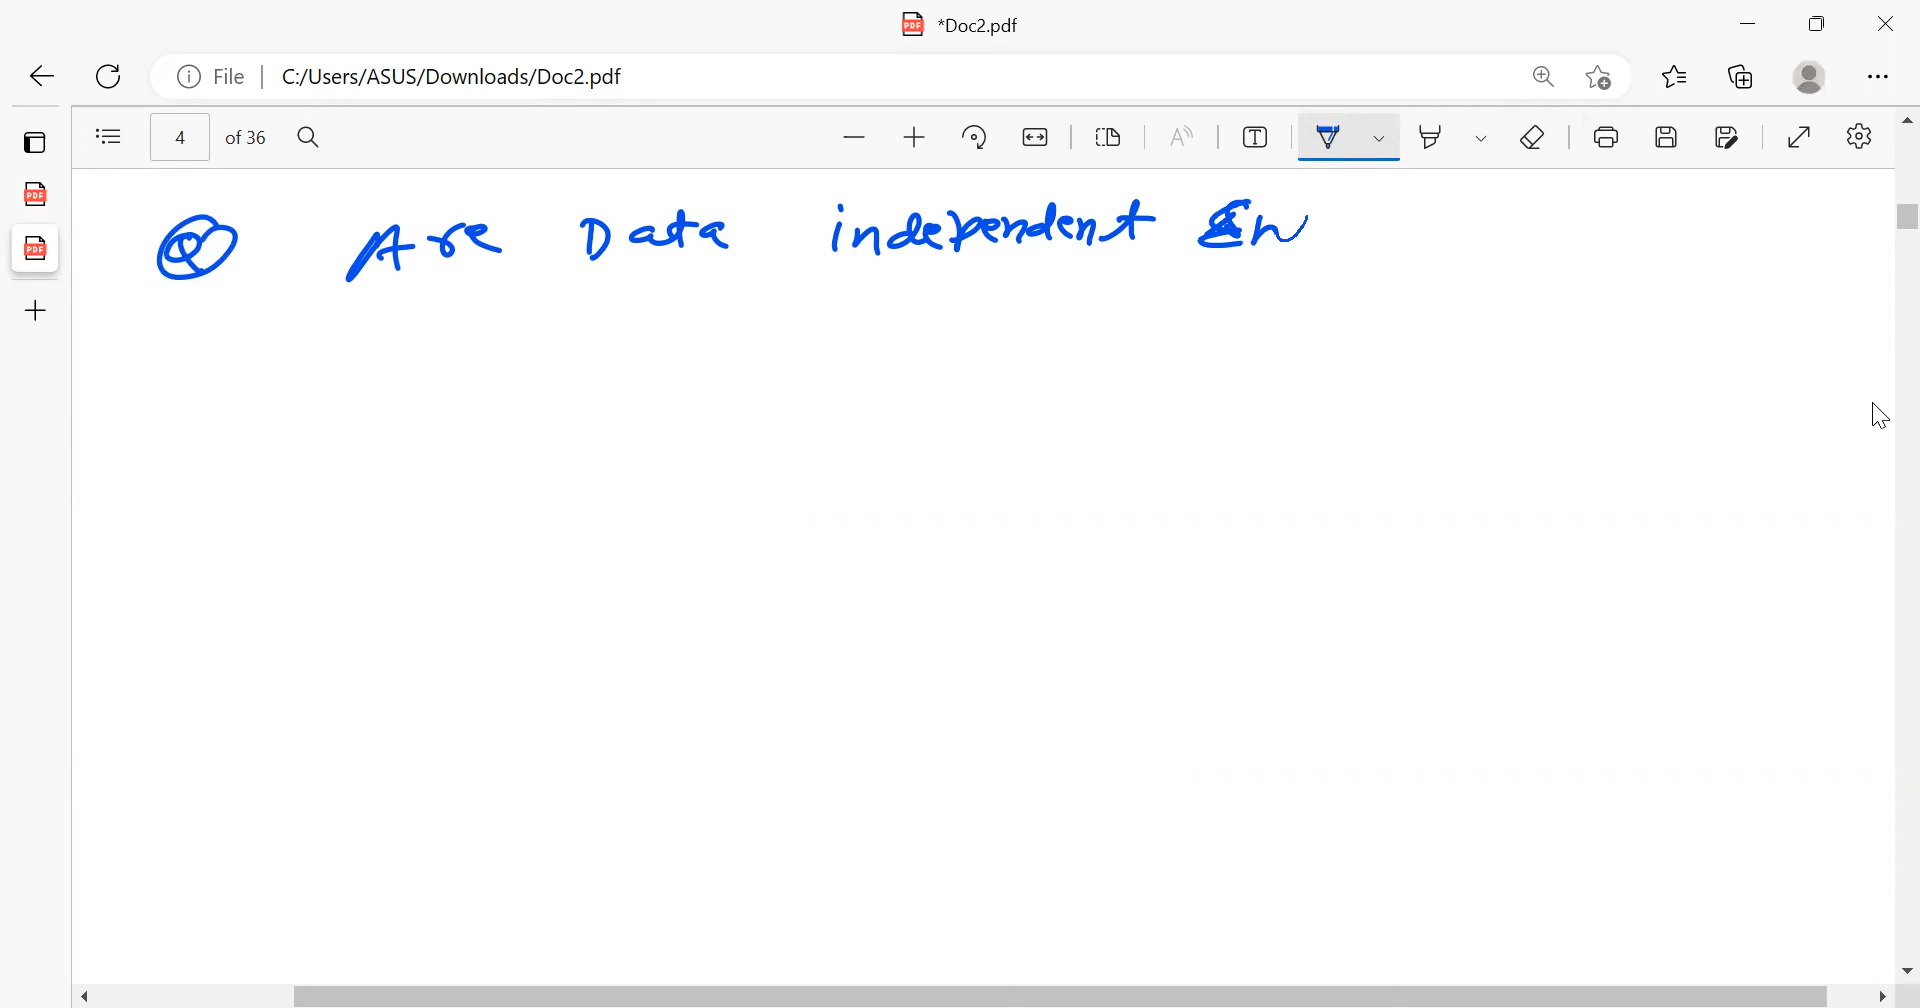 *Doc2.pdf
File C:/Users/ASUS/Downloads/Doc2.pdf
4 of 36
Q Are Data independent